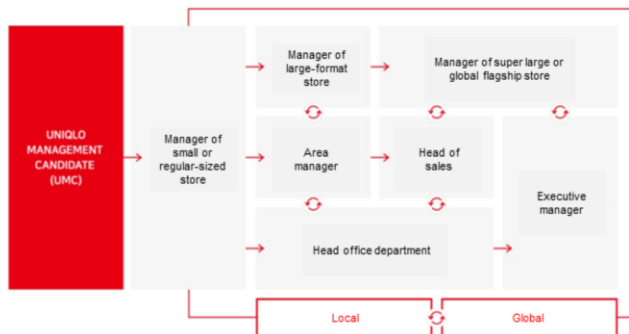 UNIQLO
MANAGEMENT
CANDIDATE
(UMC)
Manager of
small or
regular-sized
store
Manager of
large-format
store
Manager of super large or
global flagship store
Area
manager
Head of
sales
Executive
manager
Head office department
Local
Global